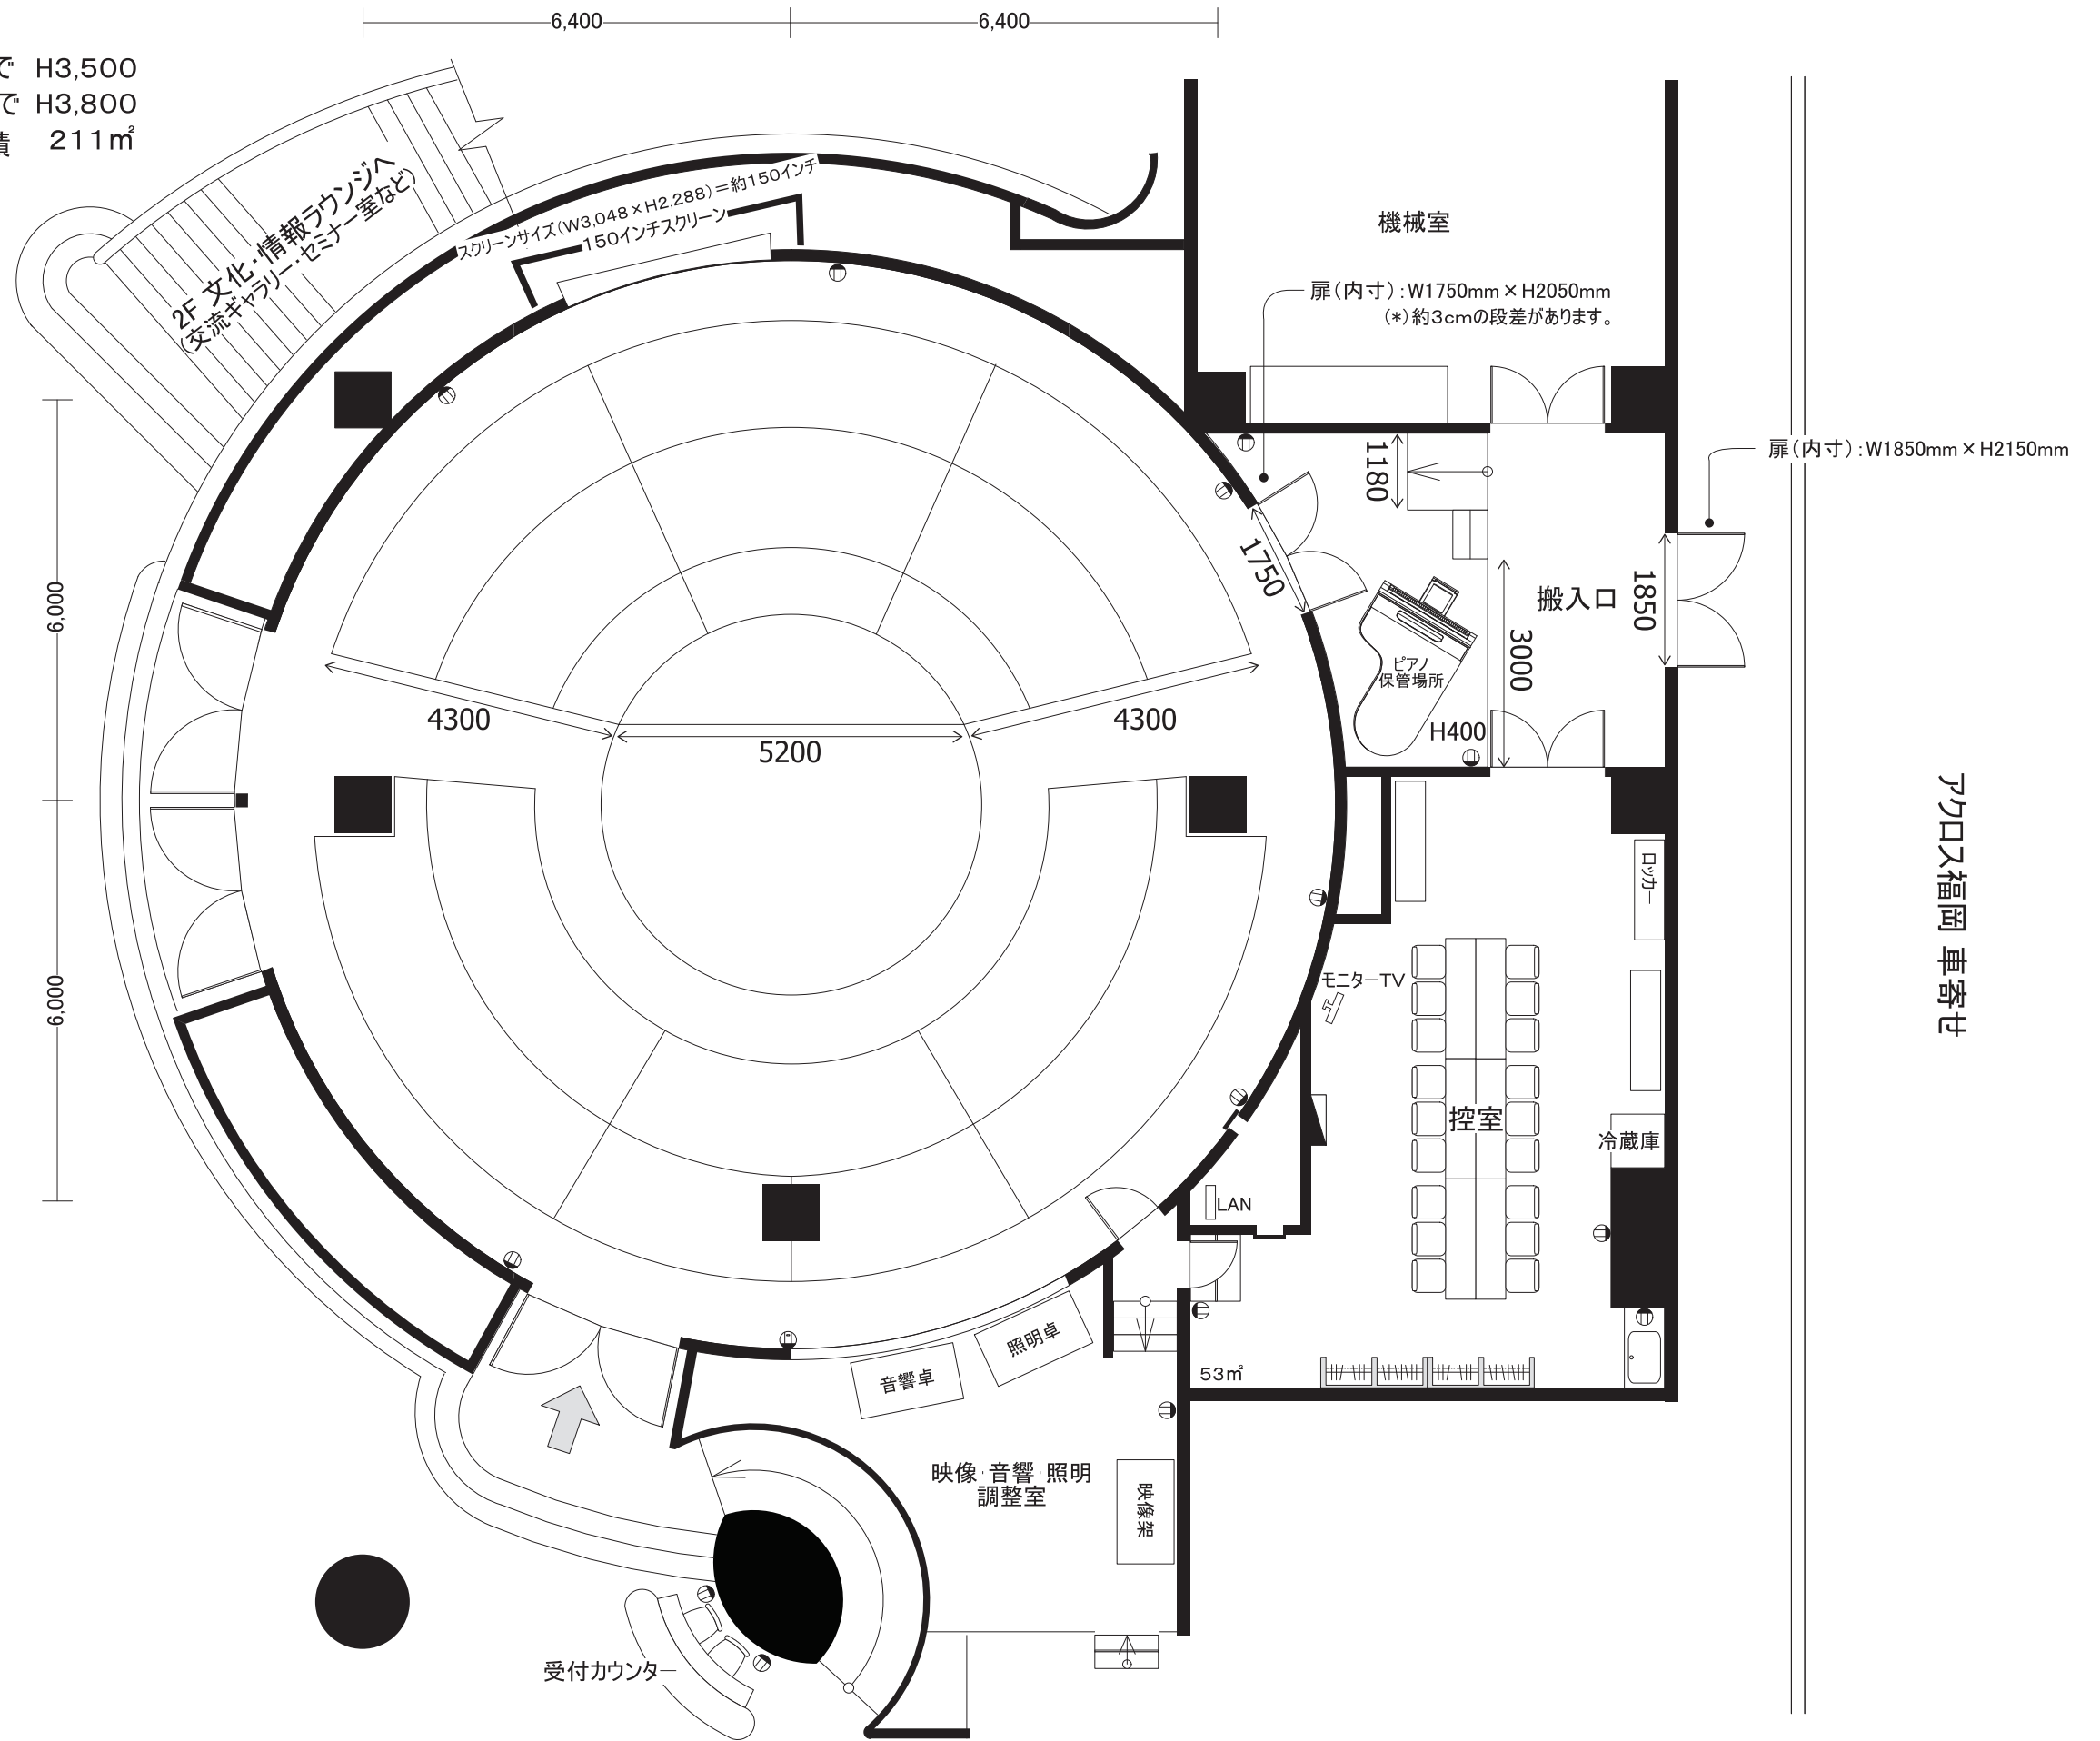 6,400
6,400
で H3,500
で H3,800
積 211㎡
2F 文化・情報ラウンジへ
(交流ギャラリー・セミナー室など)
スクリーンサイズ(W3,048×H2,288)=約150インチ
150インチスクリーン
機械室
扉(内寸):W1750mm×H2050mm
(*)約3cmの段差があります。
扉(内寸):W1850mm×H2150mm
1180
1750
搬入口
1850
3000
ピアノ
保管場所
H400
6,000
6,000
4300
5200
4300
アクロス福岡 車寄せ
ロッカー
モニターTV
控室
冷蔵庫
LAN
53㎡
照明卓
音響卓
映像・音響・照明
調整室
映像架
受付カウンター